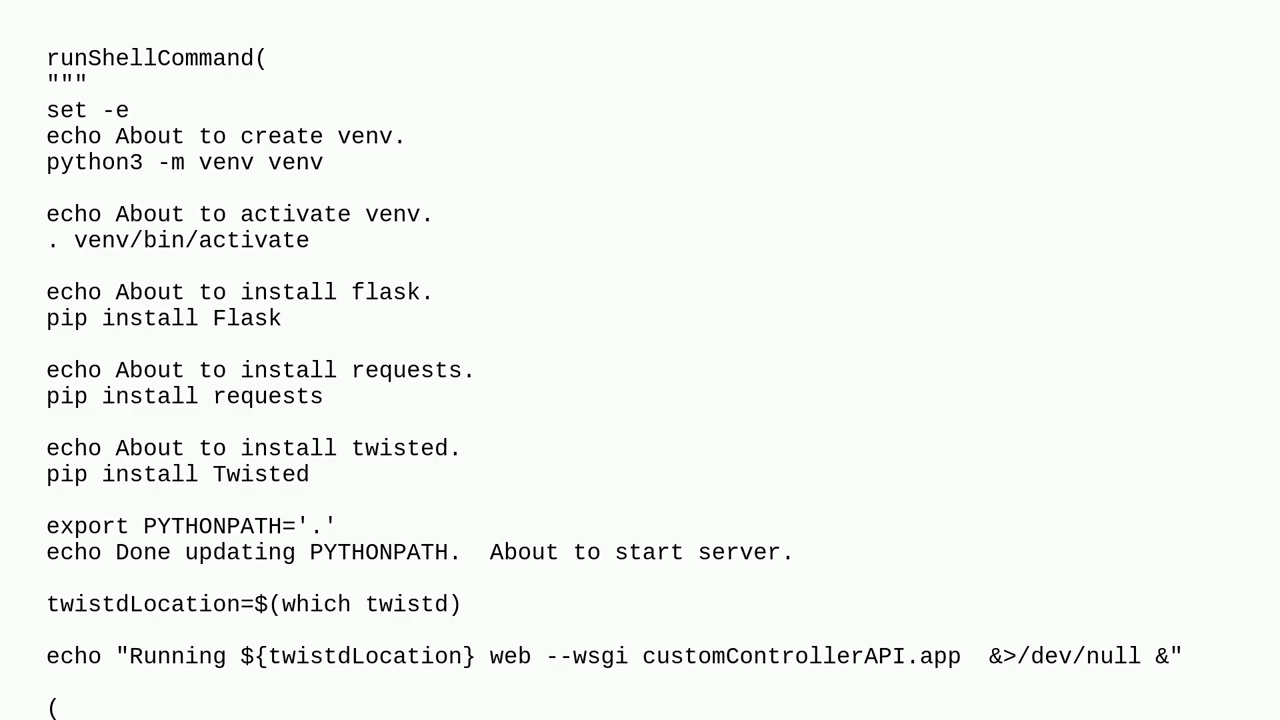 runShellCommand(
"""
set -e
echo About to create venv.
python3 -m venv venv
echo About to activate venv.
. venv/bin/activate
echo About to install flask.
pip install Flask
echo About to install requests.
pip install requests
echo About to install twisted.
pip install Twisted
export PYTHONPATH='.'
echo Done updating PYTHONPATH.  About to start server.
twistdLocation=$(which twistd)
echo "Running ${twistdLocation} web --wsgi customControllerAPI.app  &>/dev/null &"
(